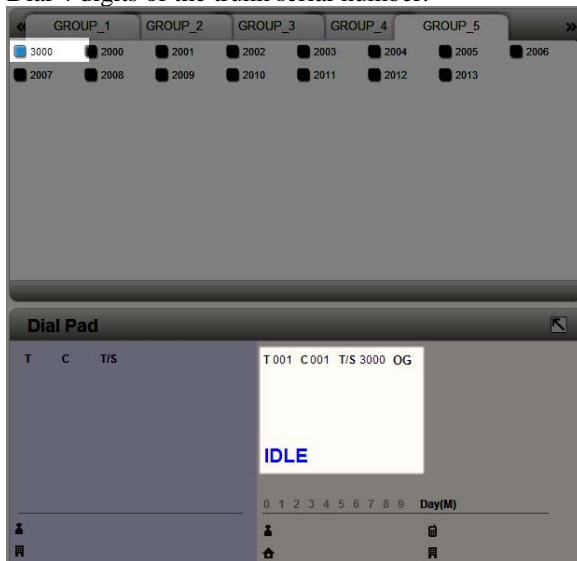 Dial 4 digits of the trunk serial number.
« GROUP_1 GROUP_2 GROUP_3 GROUP_4 GROUP_5 »
3000 2000 2001 2002 2003 2004 2005 2006
2007 2008 2009 2010 2011 2012 2013
Dial Pad
T C T/S
T 001 C 001 T/S 3000 OG
IDLE
0 1 2 3 4 5 6 7 8 9 Day(M)